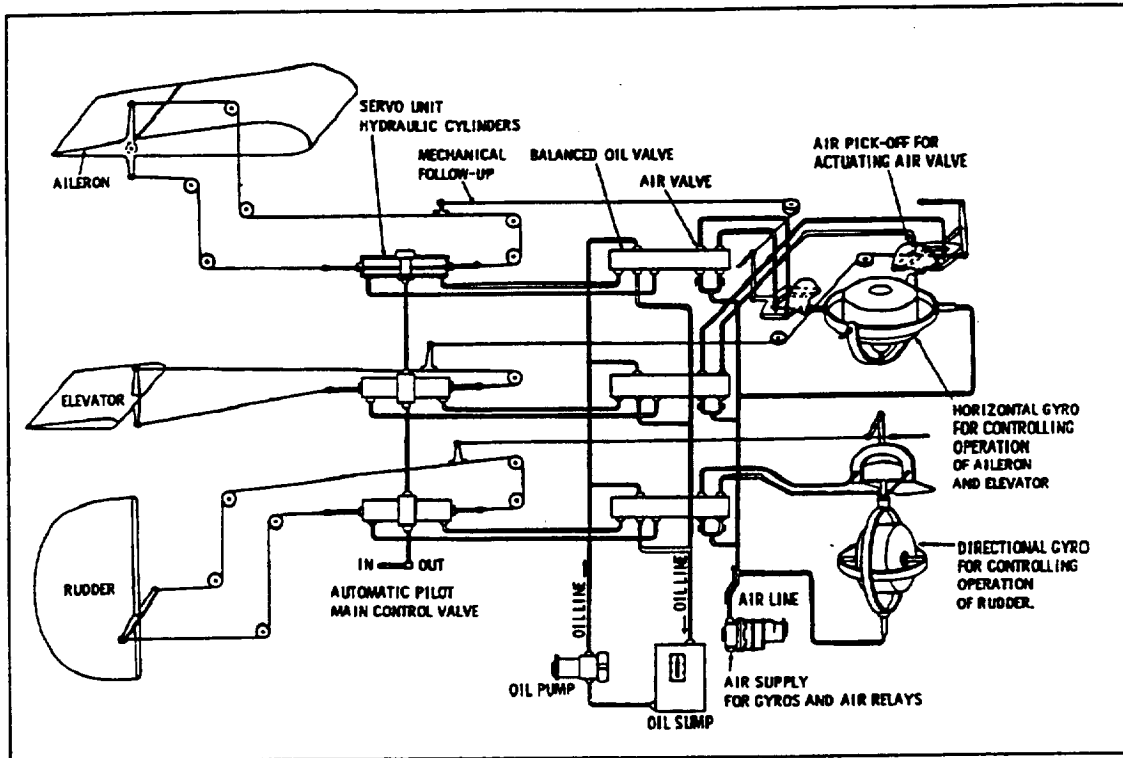 SERVO UNIT
HYDRAULIC CYLINDERS
MECHANICAL
FOLLOW-UP
BALANCED OIL VALVE
AIR VALVE
AIR PICK-OFF FOR
ACTUATING AIR VALVE
AILERON
ELEVATOR
HORIZONTAL GYRO
FOR CONTROLLING
OPERATION
OF AILERON
AND ELEVATOR
RUDDER
IN
OUT
AUTOMATIC PILOT
MAIN CONTROL VALVE
OIL LINE
OIL LINE
AIR LINE
DIRECTIONAL GYRO
FOR CONTROLLING
OPERATION
OF RUDDER.
OIL PUMP
OIL SUMP
AIR SUPPLY
FOR GYROS AND AIR RELAYS